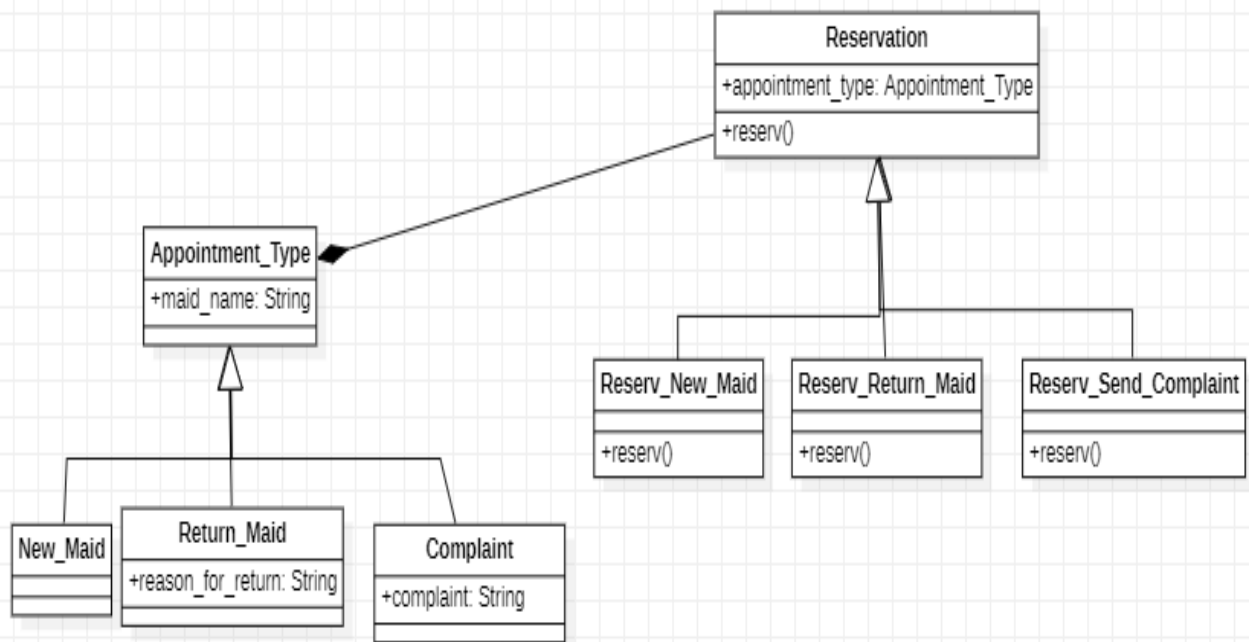 Reservation
+appointment_type: Appointment_Type
+reserv()
Appointment_Type
+maid_name: String
Reserv_New_Maid
+reserv()
Reserv_Return_Maid
+reserv()
Reserv_Send_Complaint
+reserv()
New_Maid
Return_Maid
+reason_for_return: String
Complaint
+complaint: String